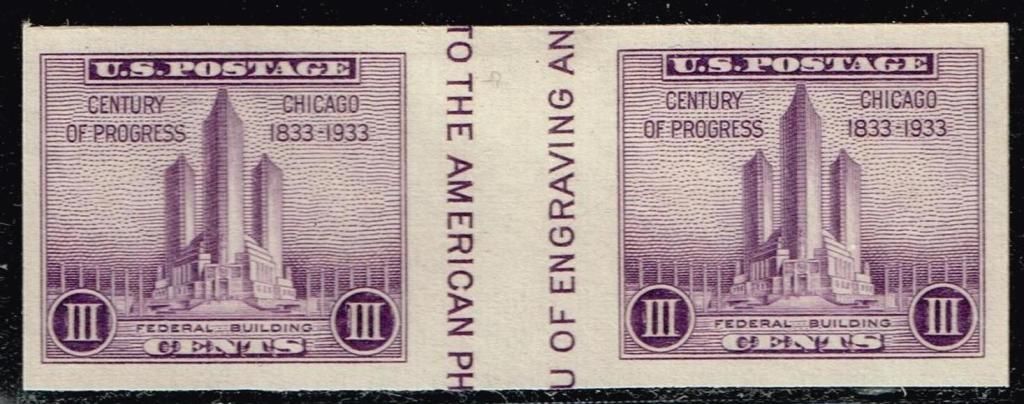 U.S. POSTAGE
CENTURY OF PROGRESS
CHICAGO 1833-1933
III
FEDERAL BUILDING
CENTS
III
TO THE AMERICAN PH
U OF ENGRAVING AN
U.S. POSTAGE
CENTURY OF PROGRESS
CHICAGO 1833-1933
III
FEDERAL BUILDING
CENTS
III